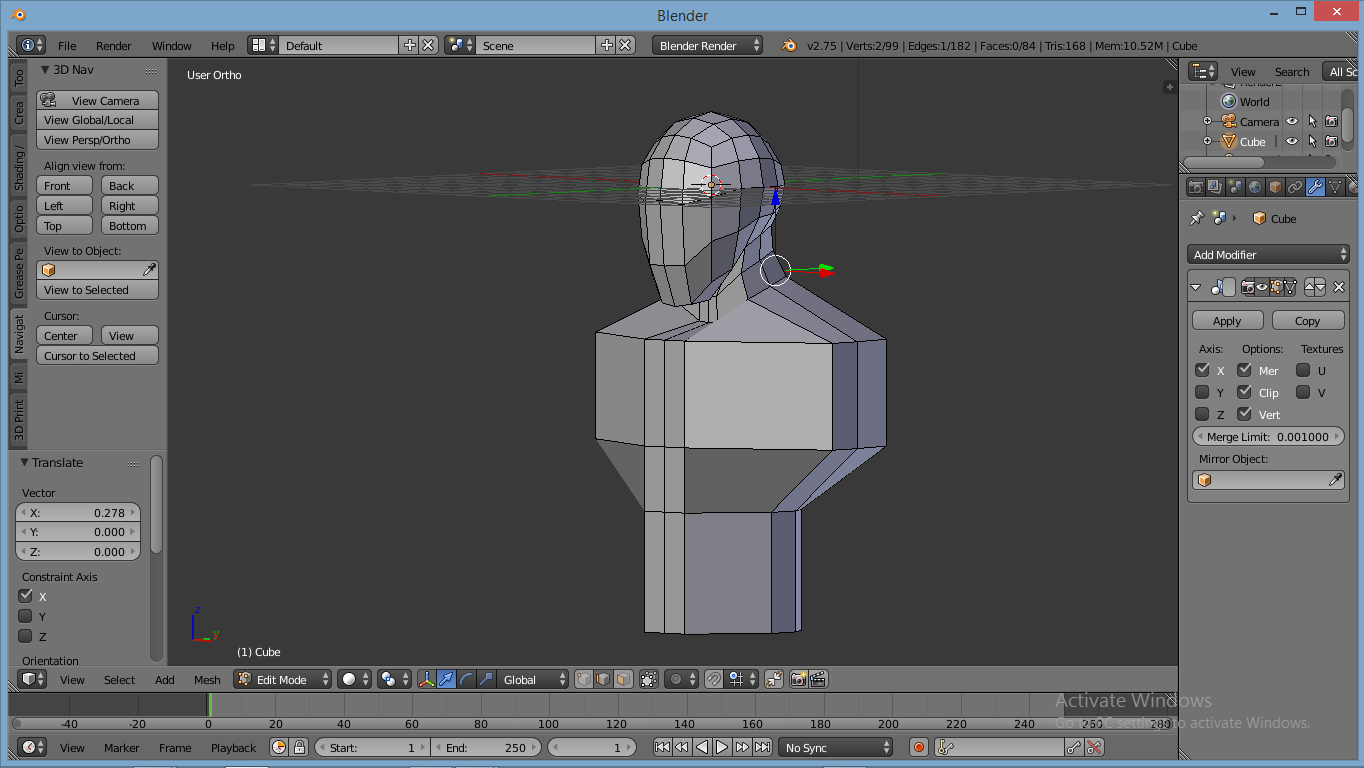 Blender
File Render Window Help Default Scene Blender Render v2.75 | Verts:2/99 | Edges:1/182 | Faces:0/84 | Tris:168 | Mem:10.52M | Cube
Too
Crea
Shading /
Optio
Grease Pe
Navigat
Mi
3D Print
3D Nav
View Camera
View Global/Local
View Persp/Ortho
Align view from:
Front Back
Left Right
Top Bottom
View to Object:
View to Selected
Cursor:
Center View
Cursor to Selected
Translate
Vector
X: 0.278
Y: 0.000
Z: 0.000
Constraint Axis
X
Y
Z
Orientation
User Ortho
z
y
(1) Cube
View Search All Sc
World
Camera
Cube
Cube
Add Modifier
Apply Copy
Axis: Options: Textures
X Mer U
Y Clip V
Z Vert
Merge Limit: 0.001000
Mirror Object:
View Select Add Mesh Edit Mode Global
-40 -20 0 20 40 60 80 100 120 140 160 180 200 220 240 260 280
View Marker Frame Playback Start: 1 End: 250 1 No Sync
Activate Windows
Go to PC settings to activate Windows.